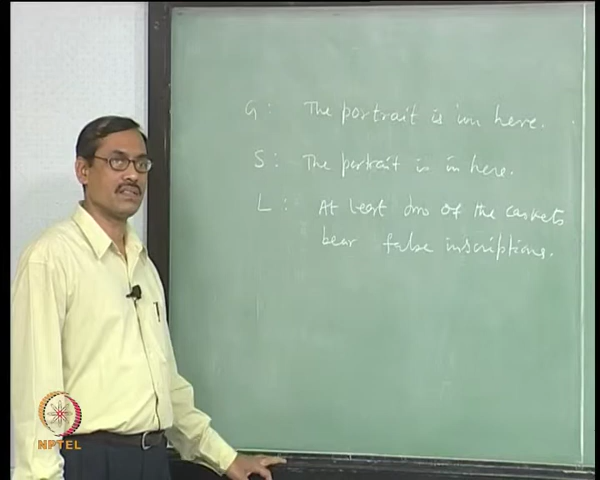 G: The portrait is in here.
S: The portrait is in here.
L: At least two of the caskets
bear false inscriptions.
NPTEL